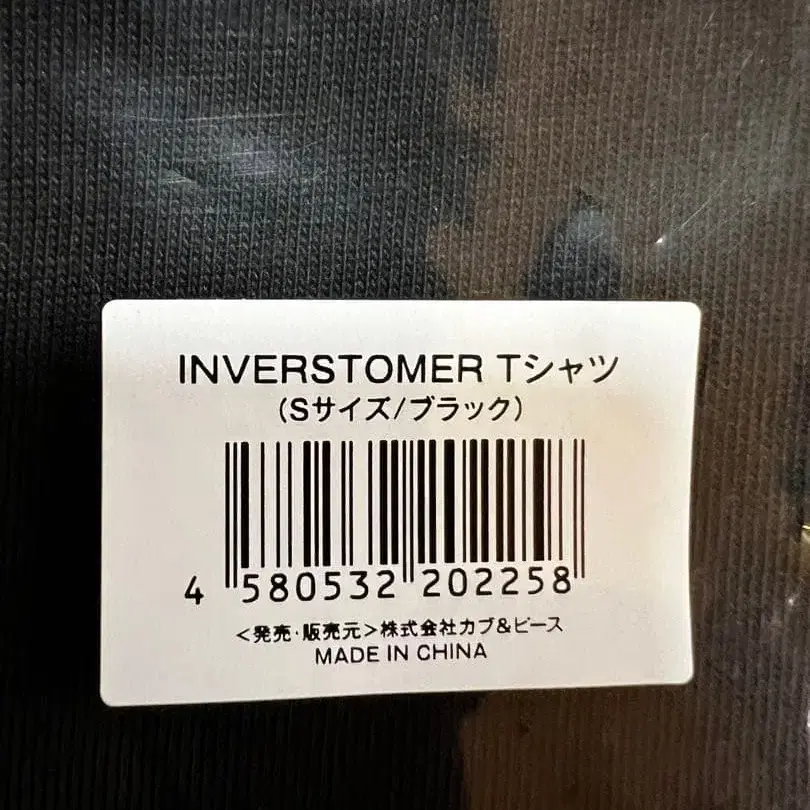 INVERSTOMER Tシャツ
(Sサイズ/ブラック)
4 580532 202258
<発売・販売元>株式会社カブ&ピース
MADE IN CHINA